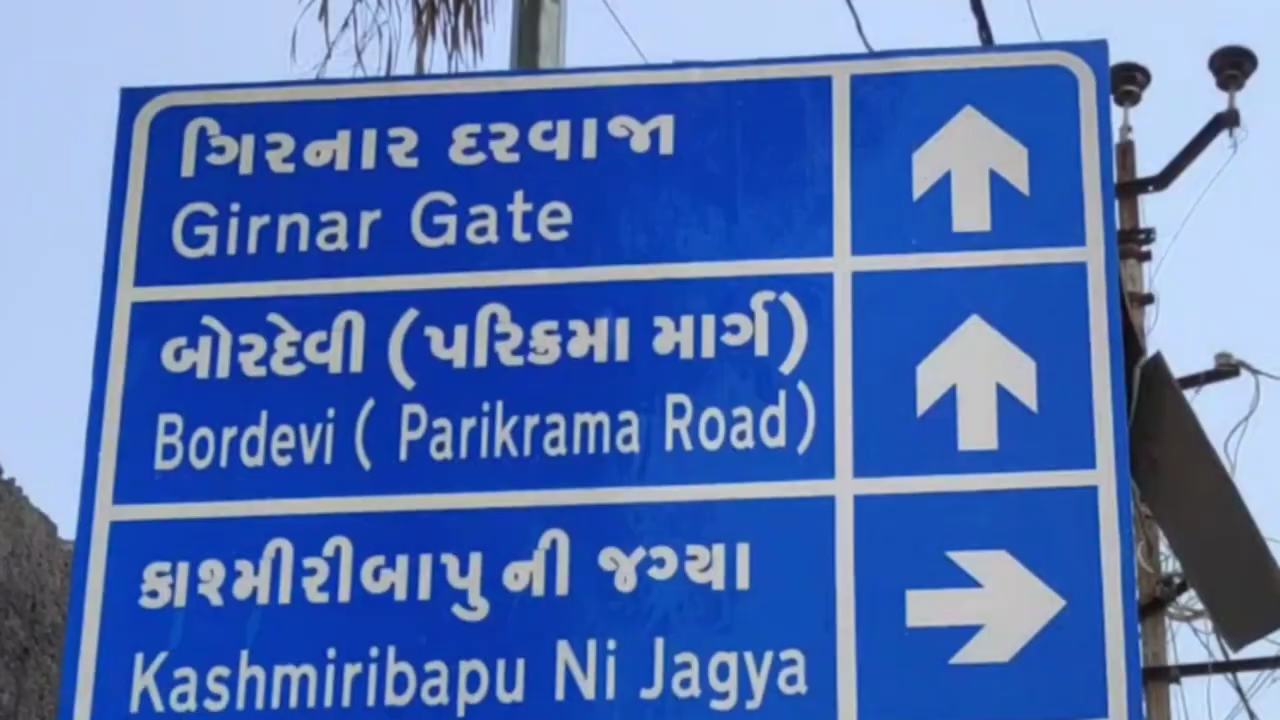 ગિરનાર દરવાજા
Girnar Gate
બોરદેવી (પરિક્રમા માર્ગ)
Bordevi ( Parikrama Road)
કાશ્મીરીબાપુ ની જગ્યા
Kashmiribapu Ni Jagya